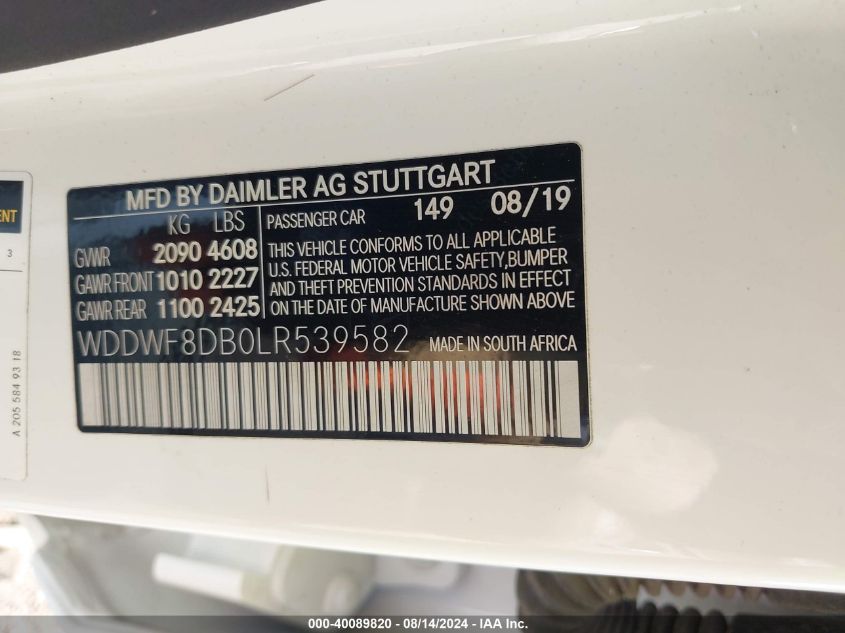 MFD BY DAIMLER AG STUTTGART
KG LBS
GVWR 2090 4608
GAWR FRONT 1010 2227
GAWR REAR 1100 2425
PASSENGER CAR 149 08/19
THIS VEHICLE CONFORMS TO ALL APPLICABLE
U.S. FEDERAL MOTOR VEHICLE SAFETY,BUMPER
AND THEFT PREVENTION STANDARDS IN EFFECT
ON THE DATE OF MANUFACTURE SHOWN ABOVE
WDDWF8DB0LR539582 MADE IN SOUTH AFRICA
3
A 205 584 93 18
000-40089820 - 08/14/2024 - IAA Inc.